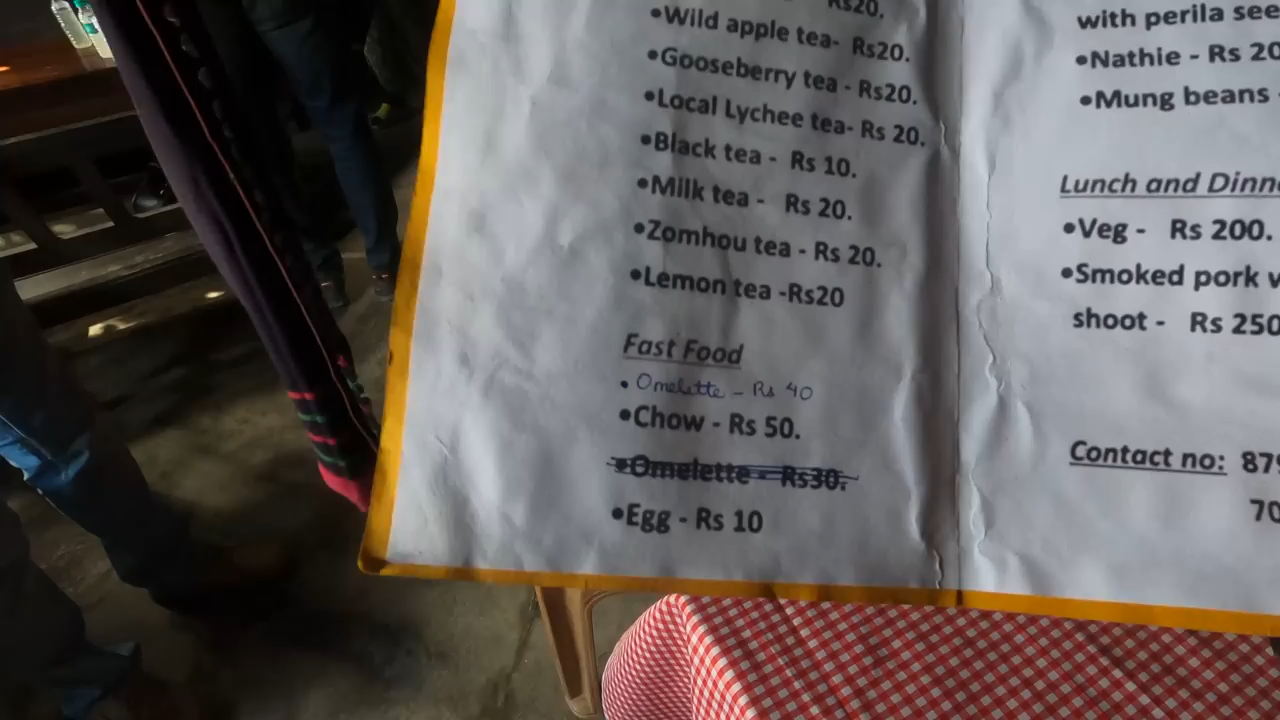 Rs20.
•Wild apple tea- Rs20.
•Gooseberry tea - Rs20.
•Local Lychee tea- Rs 20.
•Black tea - Rs 10.
•Milk tea - Rs 20.
•Zomhou tea - Rs 20.
•Lemon tea -Rs20
Fast Food
• Omelette - Rs 40
•Chow - Rs 50.
•Omelette - Rs30.
•Egg - Rs 10
with perila see
•Nathie - Rs 20
•Mung beans -
Lunch and Dinn
•Veg - Rs 200.
•Smoked pork
shoot - Rs 250
Contact no: 879
70